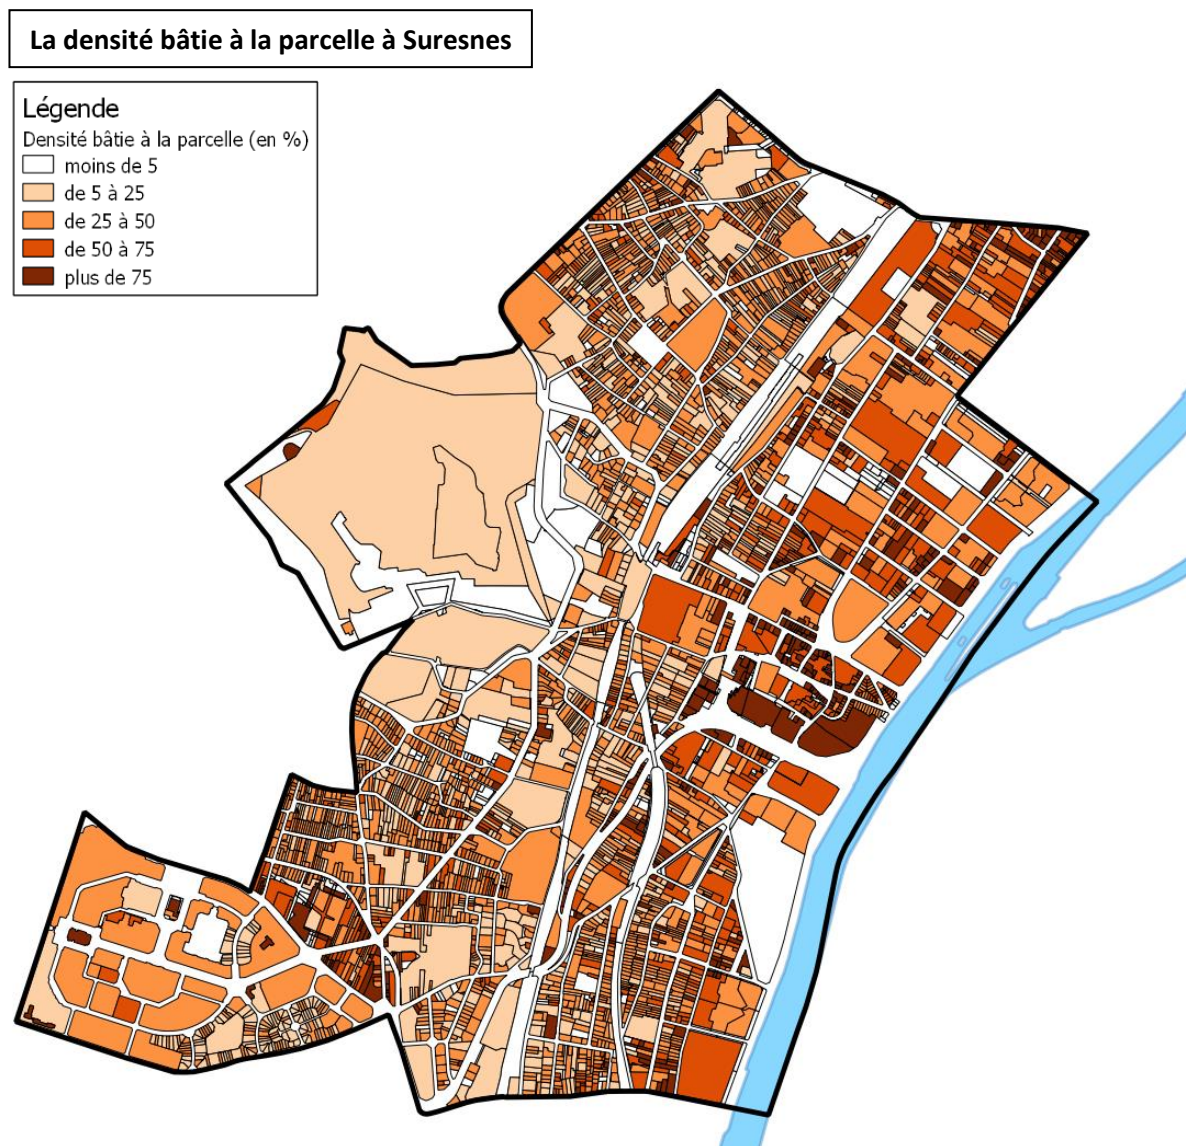 La densité bâtie à la parcelle à Suresnes
Légende
Densité bâtie à la parcelle (en %)
moins de 5
de 5 à 25
de 25 à 50
de 50 à 75
plus de 75